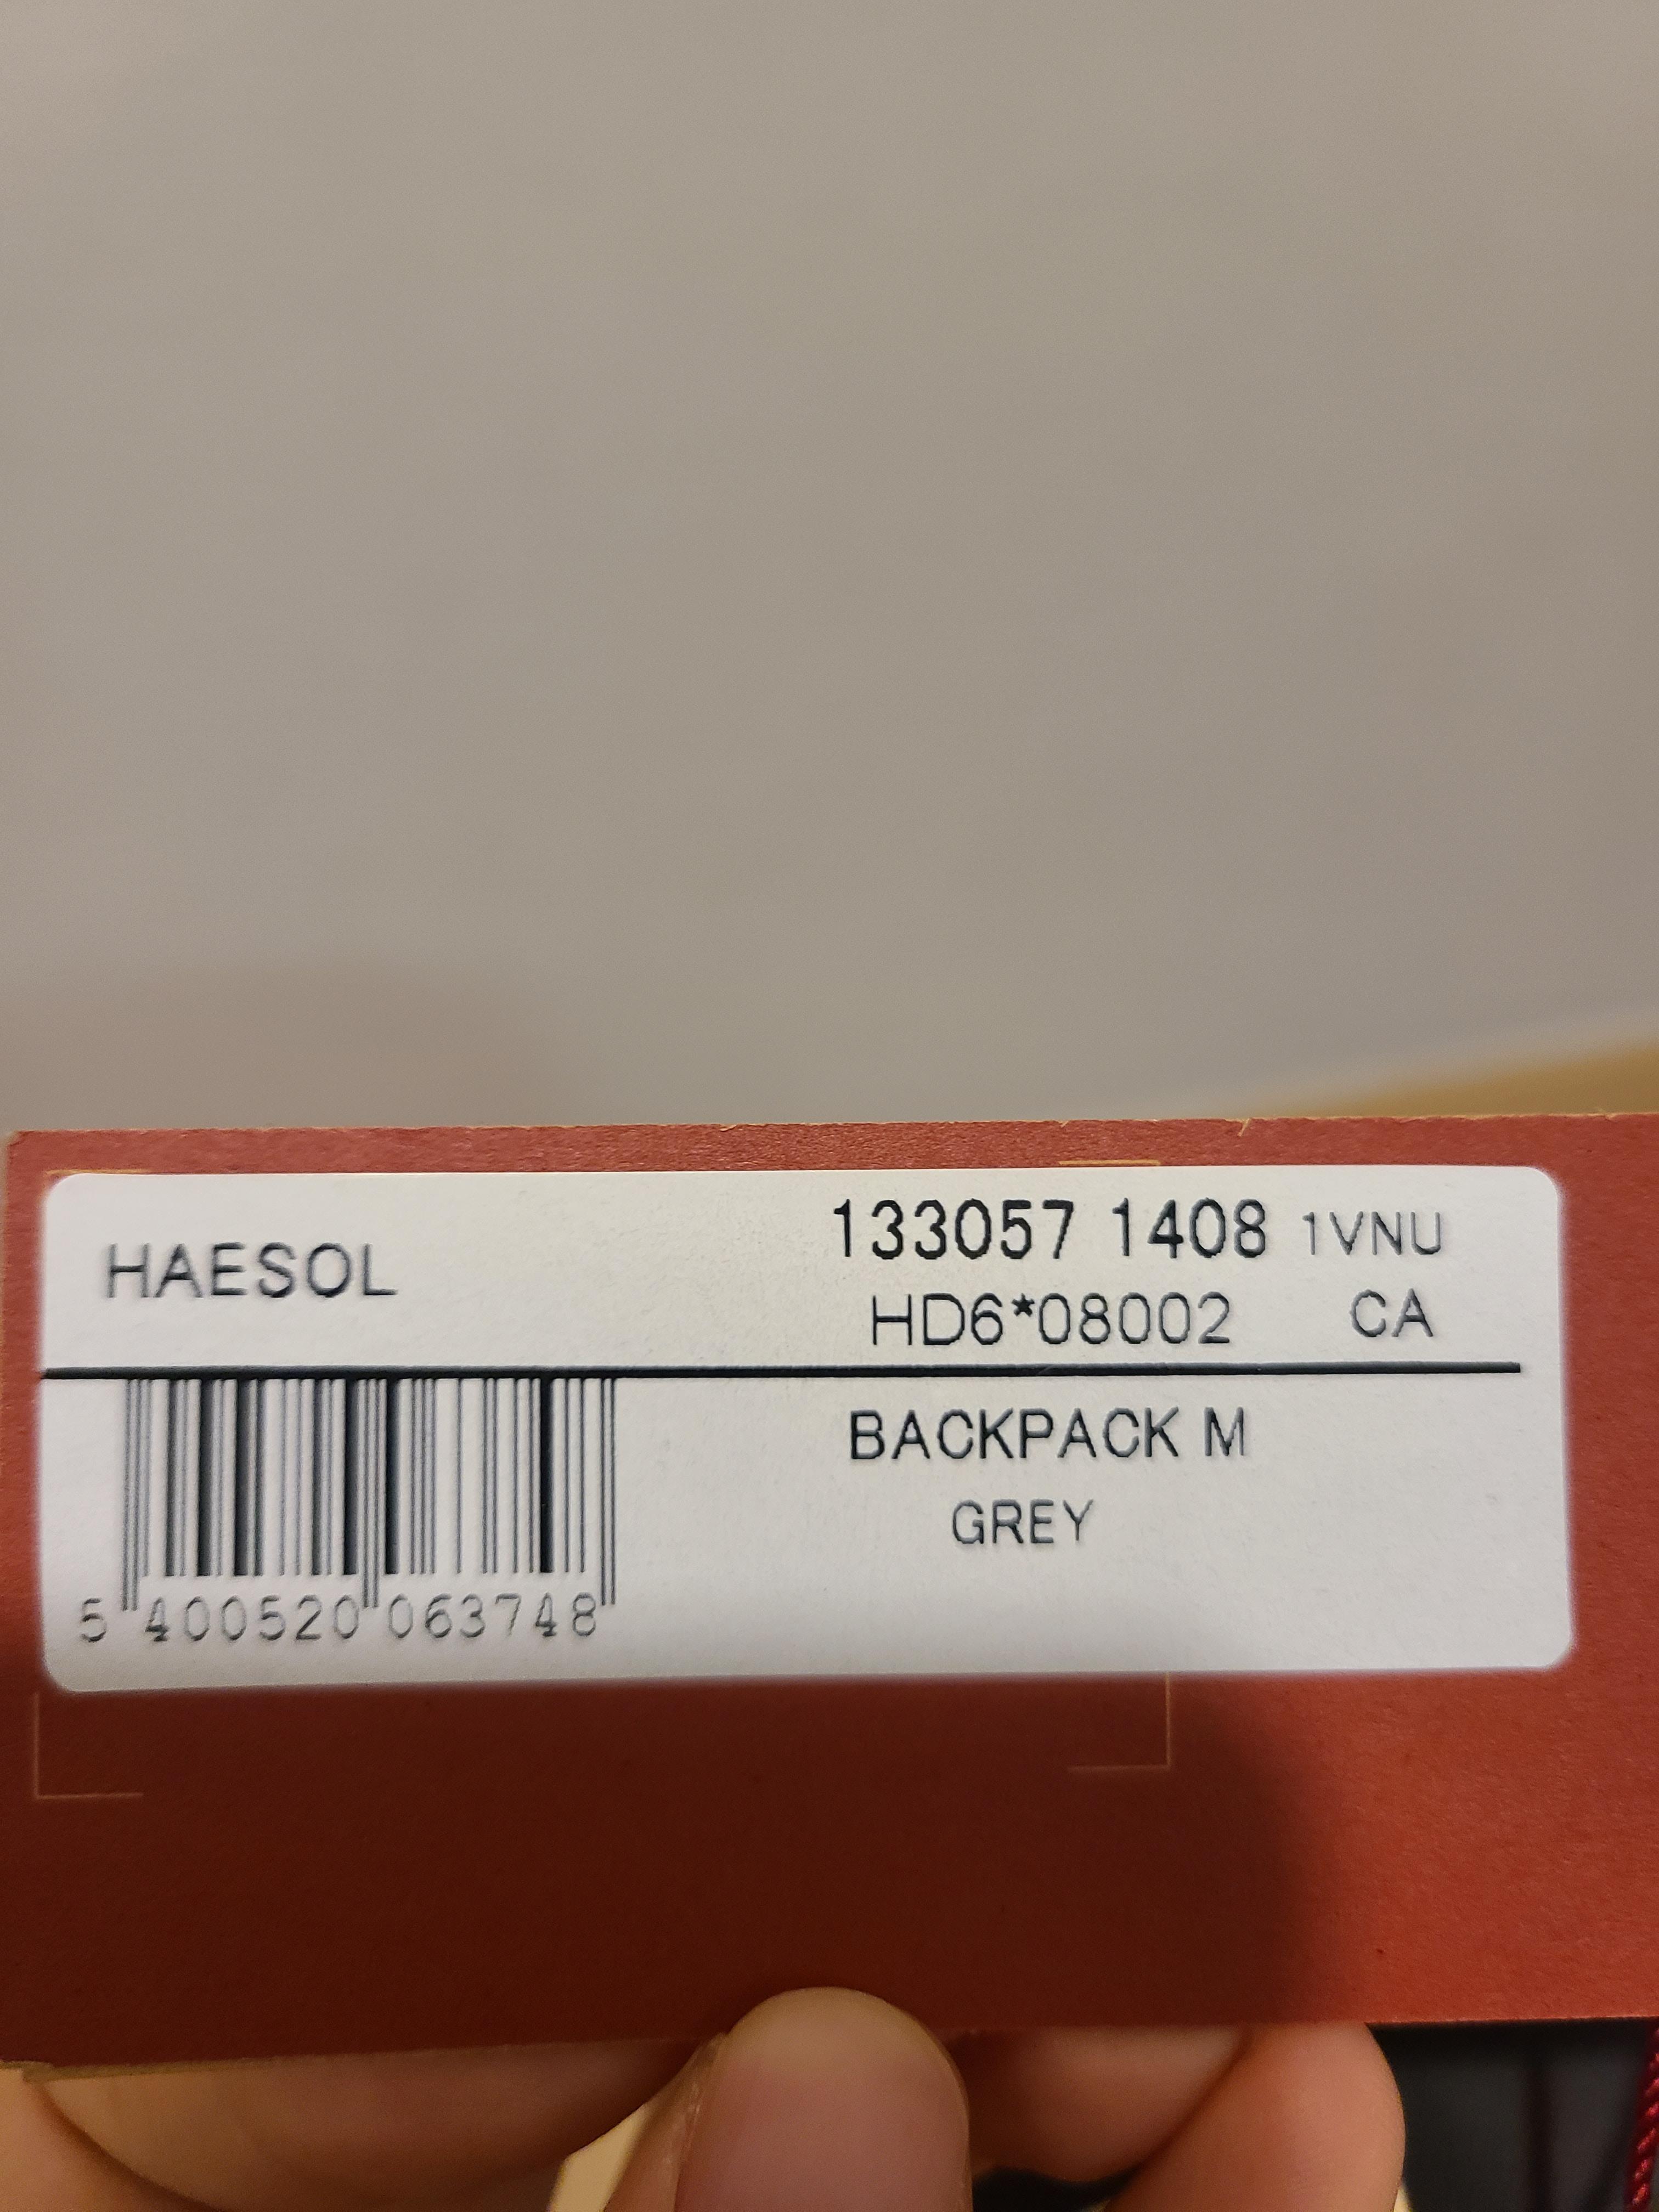 HAESOL
133057 1408 1VNU
HD6*08002 CA
BACKPACK M
GREY
5 400520 063748